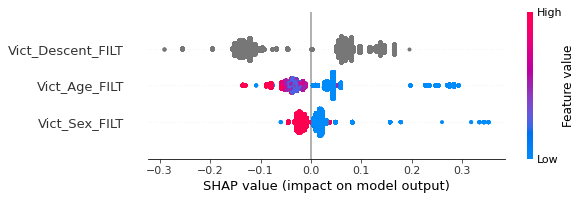 High
Vict_Descent_FILT
Vict_Age_FILT
Vict_Sex_FILT
Feature value
Low
−0.3 −0.2 −0.1 0.0 0.1 0.2 0.3
SHAP value (impact on model output)